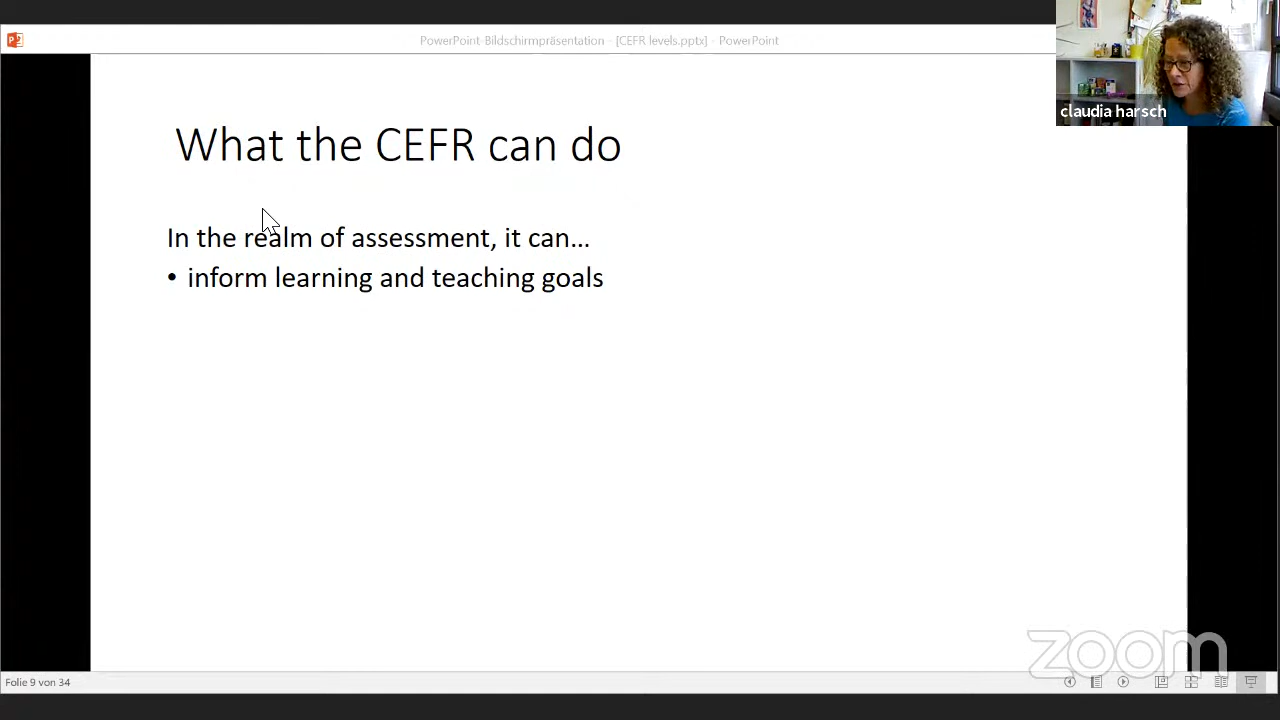 PowerPoint-Bildschirmpräsentation - [CEFR levels.pptx] - PowerPoint
claudia harsch
What the CEFR can do
In the realm of assessment, it can...
• inform learning and teaching goals
zoom
Folie 9 von 34